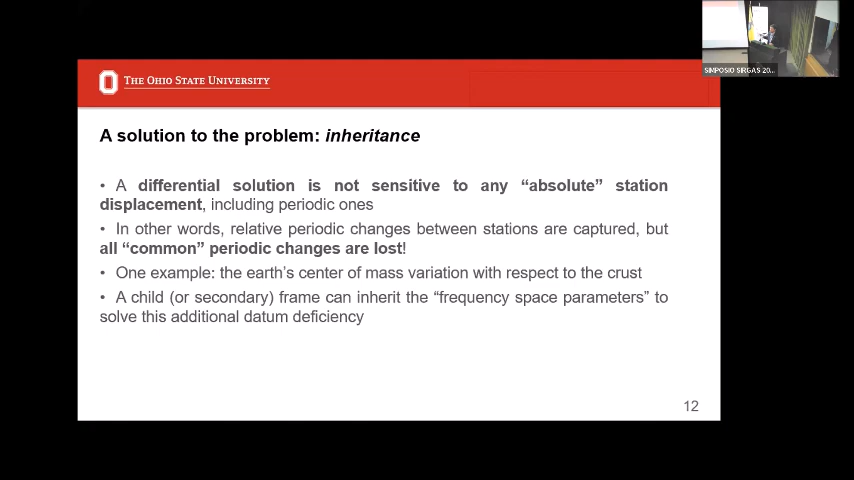 SIMPOSIO SIRGAS 20...
THE OHIO STATE UNIVERSITY
A solution to the problem: inheritance
• A differential solution is not sensitive to any “absolute” station
displacement, including periodic ones
• In other words, relative periodic changes between stations are captured, but
all “common” periodic changes are lost!
• One example: the earth’s center of mass variation with respect to the crust
• A child (or secondary) frame can inherit the “frequency space parameters” to
solve this additional datum deficiency
12